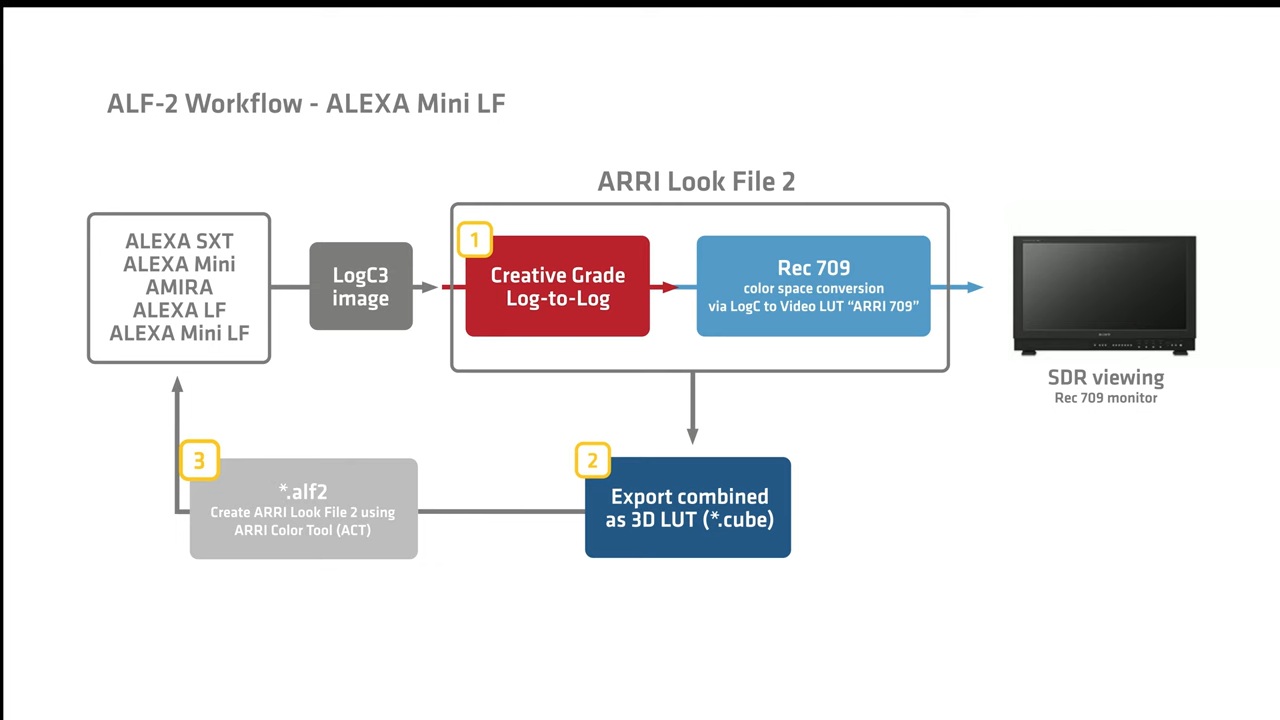 ALF-2 Workflow - ALEXA Mini LF
ARRI Look File 2
ALEXA SXT
ALEXA Mini
AMIRA
ALEXA LF
ALEXA Mini LF
LogC3
image
1
Creative Grade
Log-to-Log
Rec 709
color space conversion
via LogC to Video LUT “ARRI 709”
SDR viewing
Rec 709 monitor
3
*.alf2
Create ARRI Look File 2 using
ARRI Color Tool (ACT)
2
Export combined
as 3D LUT (*.cube)